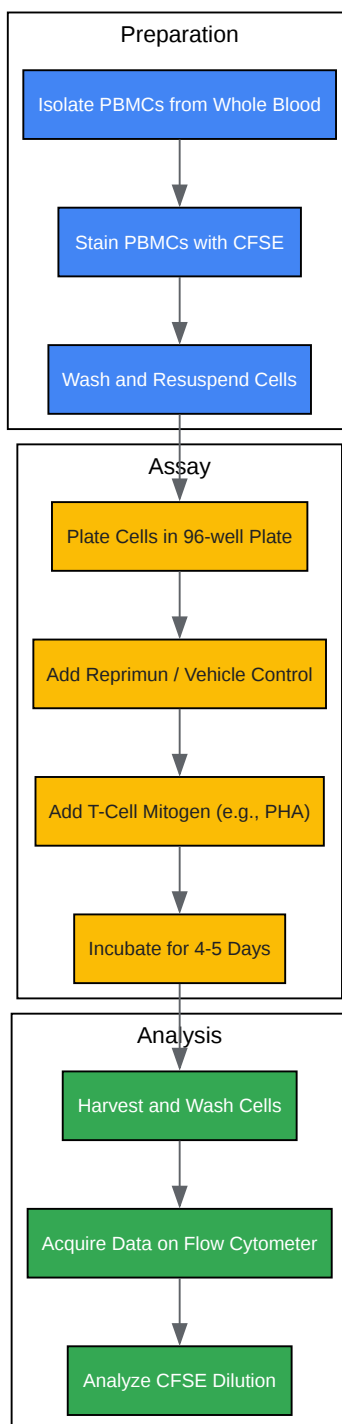 Preparation
Isolate PBMCs from Whole Blood
Stain PBMCs with CFSE
Wash and Resuspend Cells
Assay
Plate Cells in 96-well Plate
Add Reprimun / Vehicle Control
Add T-Cell Mitogen (e.g., PHA)
Incubate for 4-5 Days
Analysis
Harvest and Wash Cells
Acquire Data on Flow Cytometer
Analyze CFSE Dilution